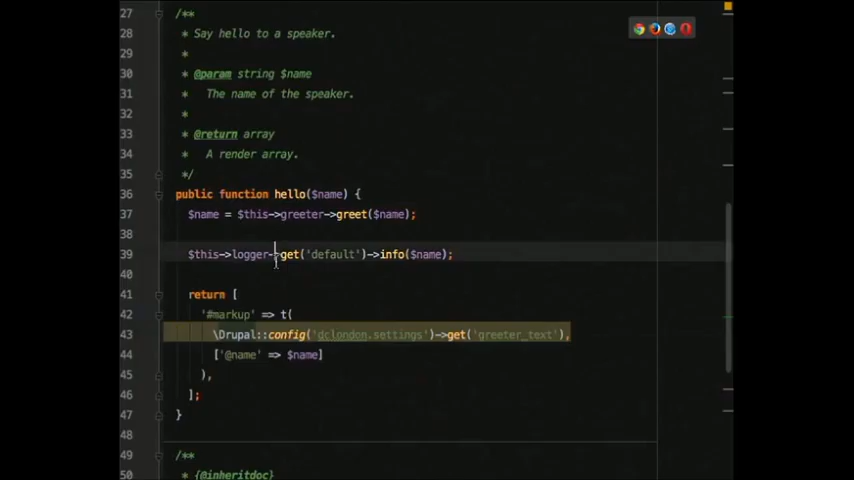 27 /**
28 * Say hello to a speaker.
29 *
30 * @param string $name
31 * The name of the speaker.
32 *
33 * @return array
34 * A render array.
35 */
36 public function hello($name) {
37 $name = $this->greeter->greet($name);
38
39 $this->logger->get('default')->info($name);
40
41 return [
42 '#markup' => t(
43 \Drupal::config('dclondon.settings')->get('greeter_text'),
44 ['@name' => $name]
45 ),
46 ];
47 }
48
49 /**
50 * {@inheritdoc}